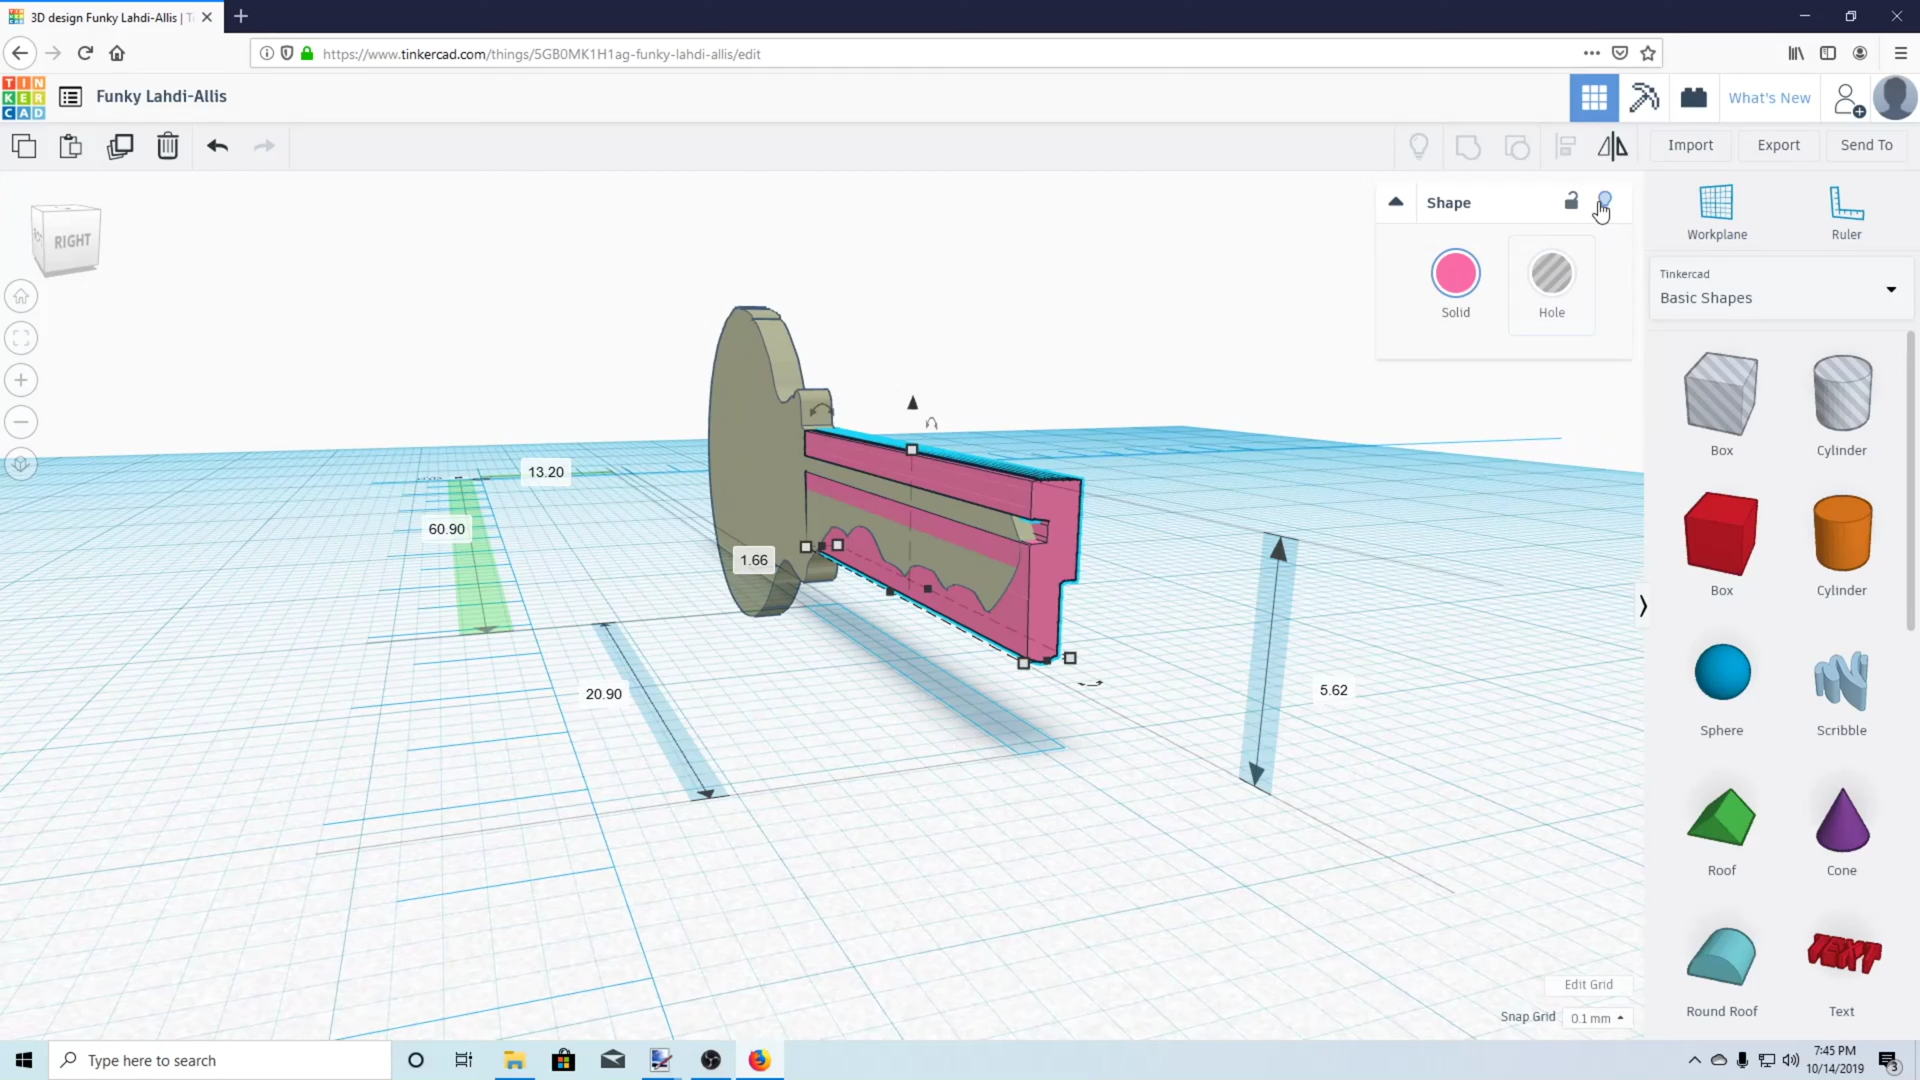 3D design Funky Lahdi-Allis | T
https://www.tinkercad.com/things/5GB0MK1H1ag-funky-lahdi-allis/edit
TIN
KER
CAD
Funky Lahdi-Allis
What's New
Import
Export
Send To
RIGHT
Shape
Solid
Hole
Workplane
Ruler
Tinkercad
Basic Shapes
Box
Cylinder
Box
Cylinder
Sphere
Scribble
Roof
Cone
TEXT
Round Roof
Text
13.20
60.90
1.66
20.90
5.62
Edit Grid
Snap Grid
0.1 mm
Type here to search
7:45 PM
10/14/2019
3